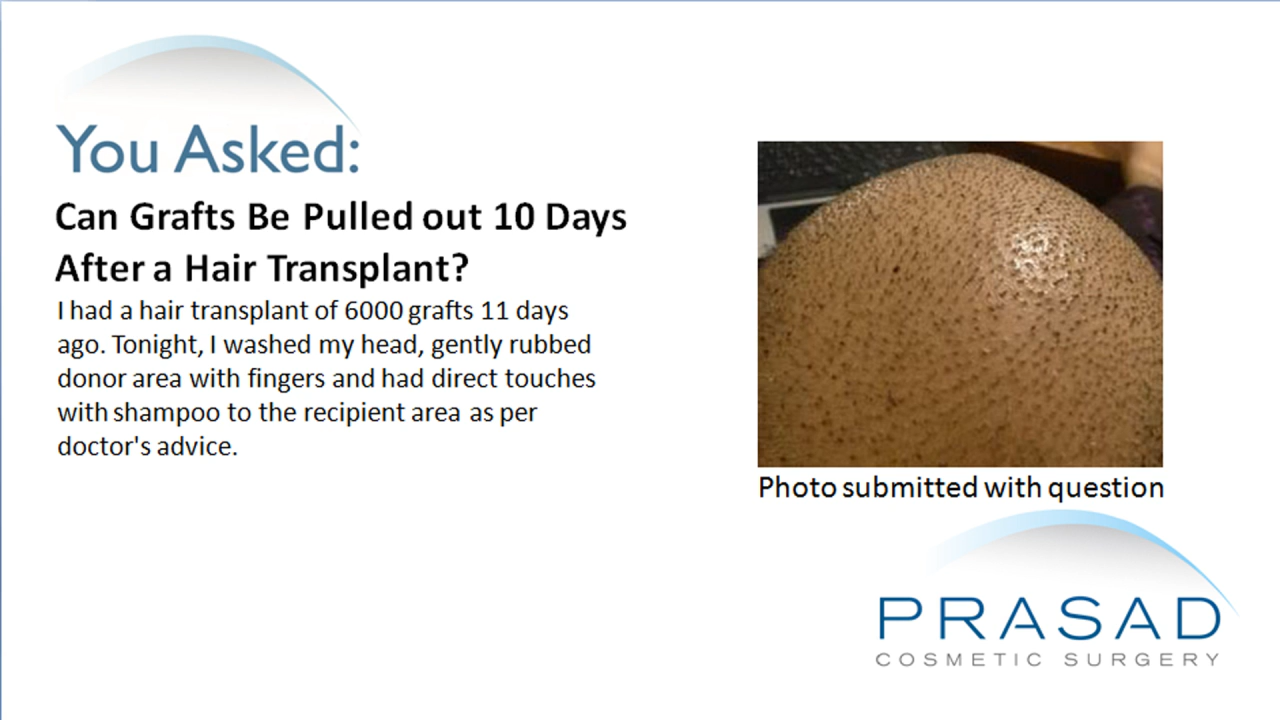 You Asked:
Can Grafts Be Pulled out 10 Days
After a Hair Transplant?
I had a hair transplant of 6000 grafts 11 days
ago. Tonight, I washed my head, gently rubbed
donor area with fingers and had direct touches
with shampoo to the recipient area as per
doctor's advice.
Photo submitted with question
PRASAD
COSMETIC SURGERY